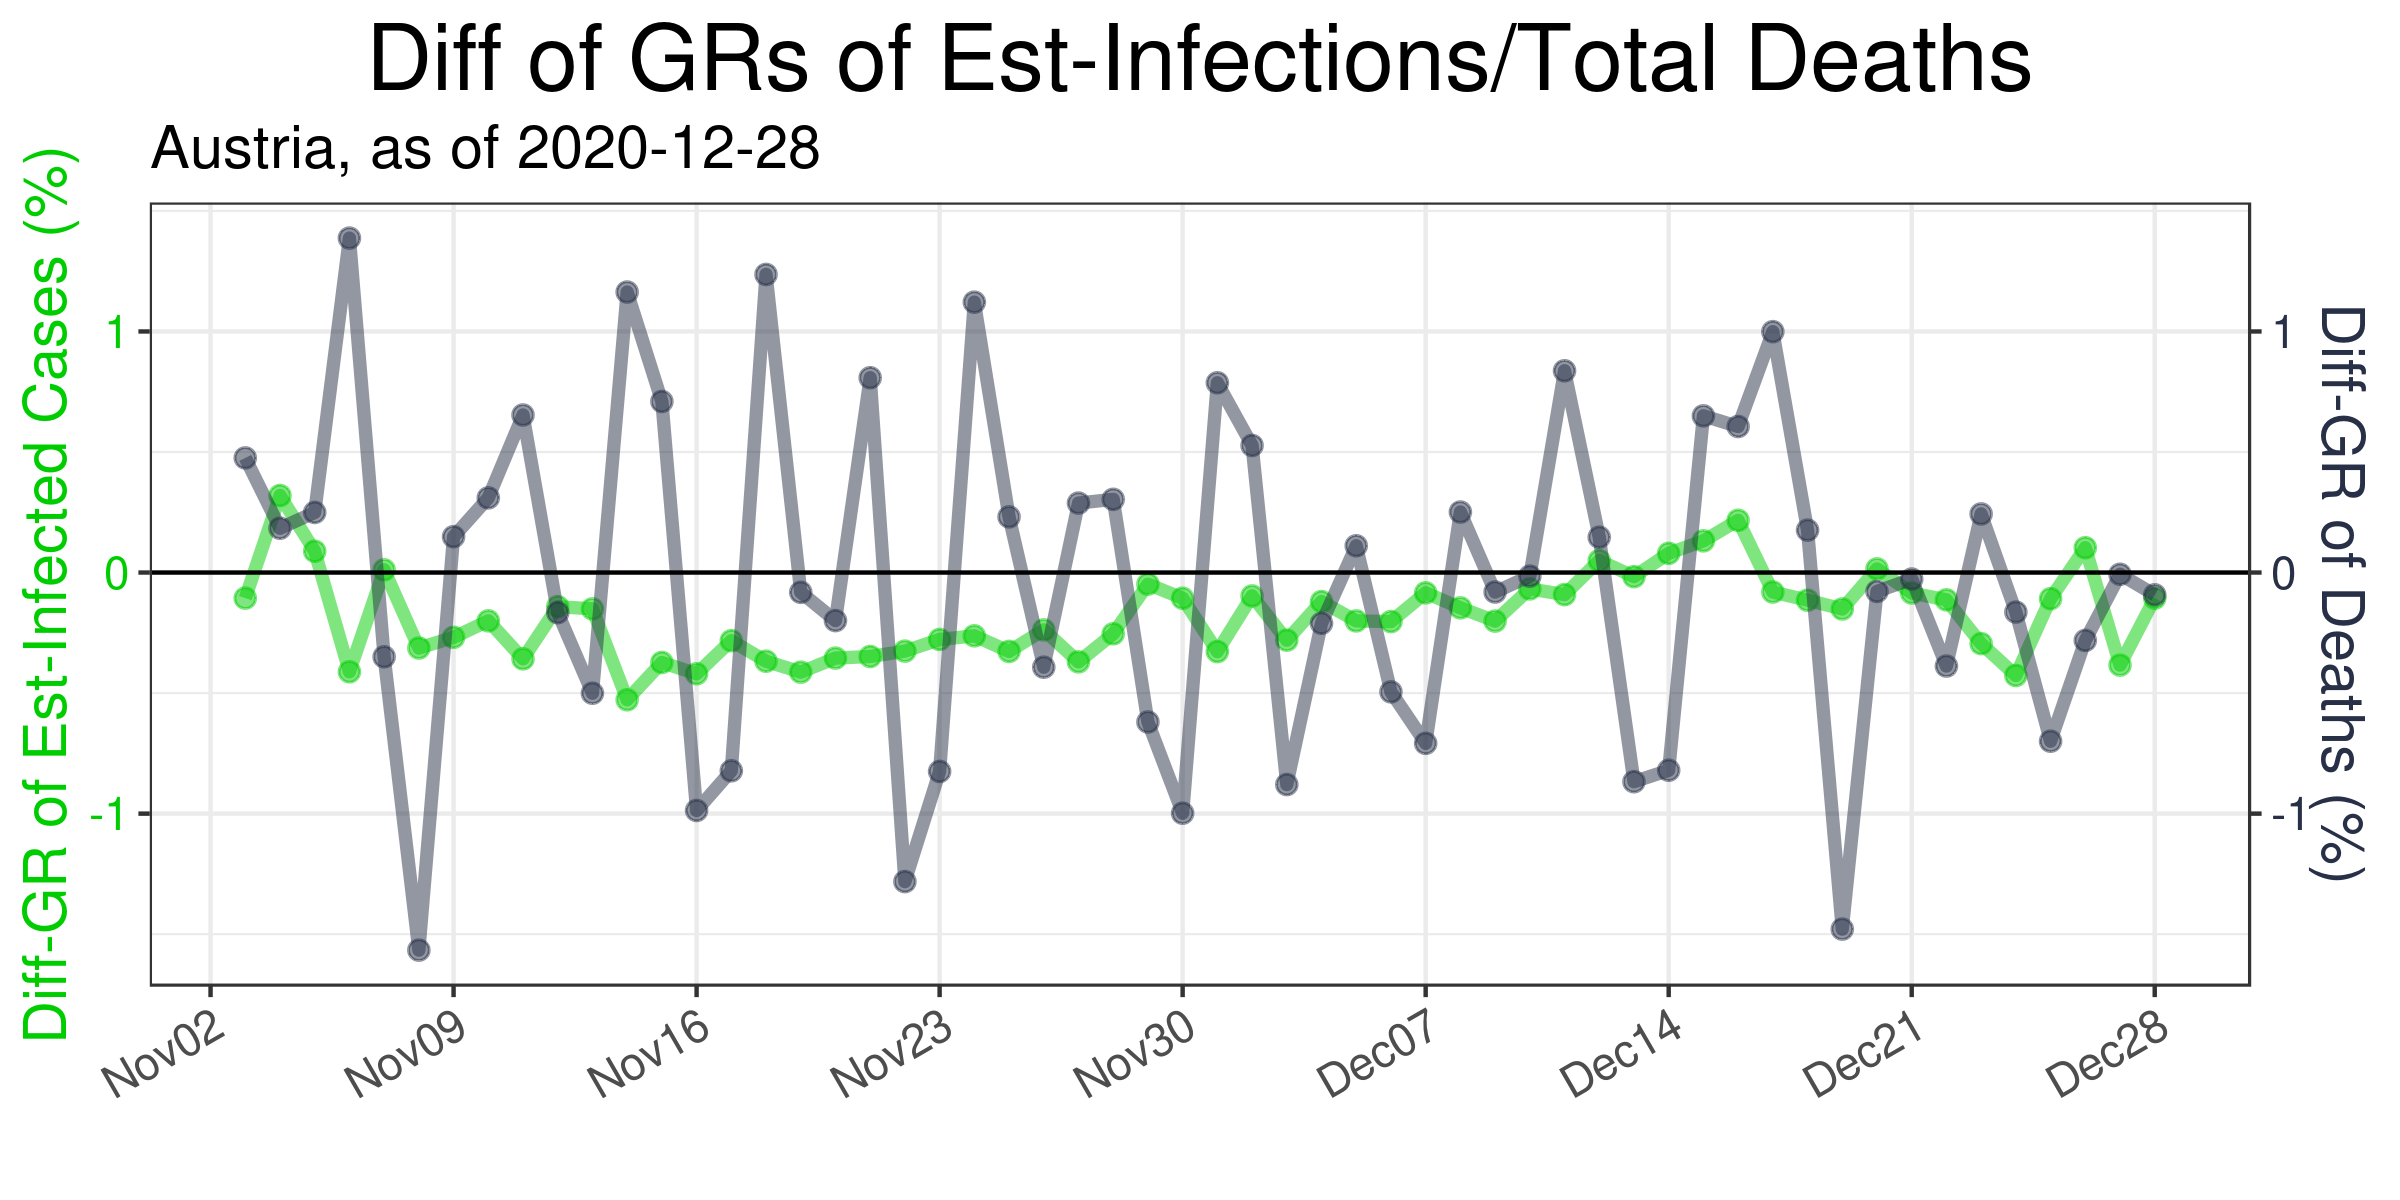 Diff of GRs of Est-Infections/Total Deaths
Austria, as of 2020-12-28
Diff-GR of Est-Infected Cases (%)
1
0
-1
1
0
-1
Diff-GR of Deaths (%)
Nov02
Nov09
Nov16
Nov23
Nov30
Dec07
Dec14
Dec21
Dec28